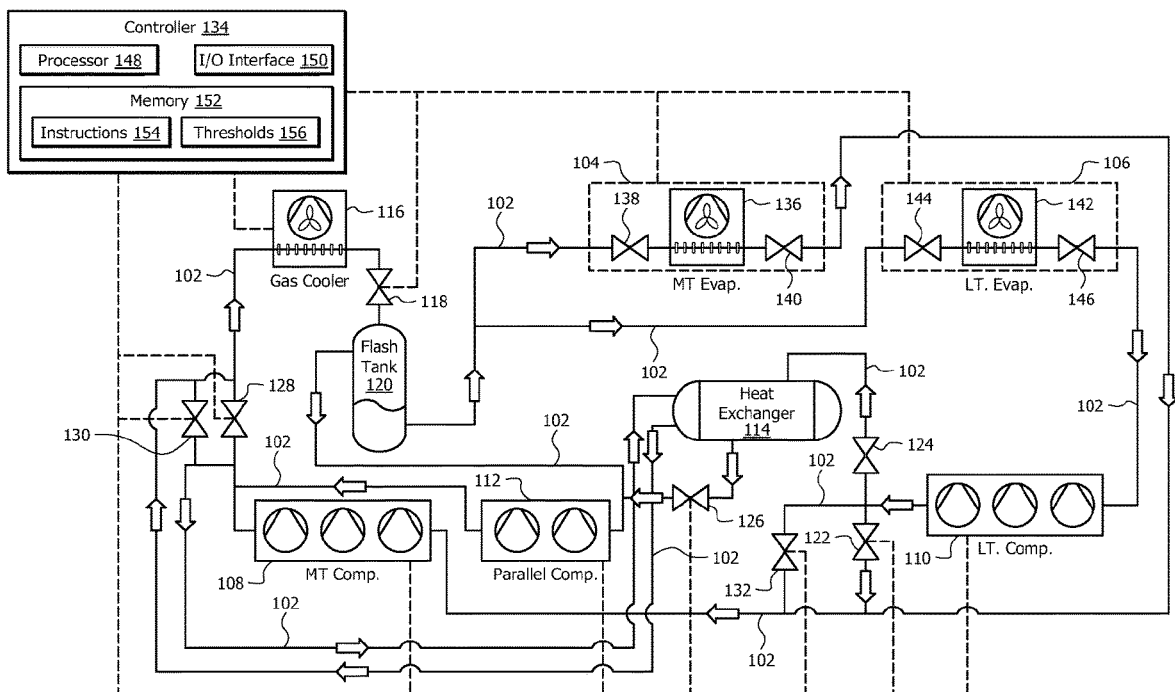 Controller 134
Processor 148
I/O Interface 150
Memory 152
Instructions 154
Thresholds 156
104
106
116
102
138
136
144
142
102
Gas Cooler
118
MT Evap.
140
LT. Evap.
146
Flash
Tank
120
102
102
128
Heat
Exchanger
114
102
130
102
102
124
112
102
126
122
110
LT. Comp.
108
MT Comp.
Parallel Comp.
102
132
102
102